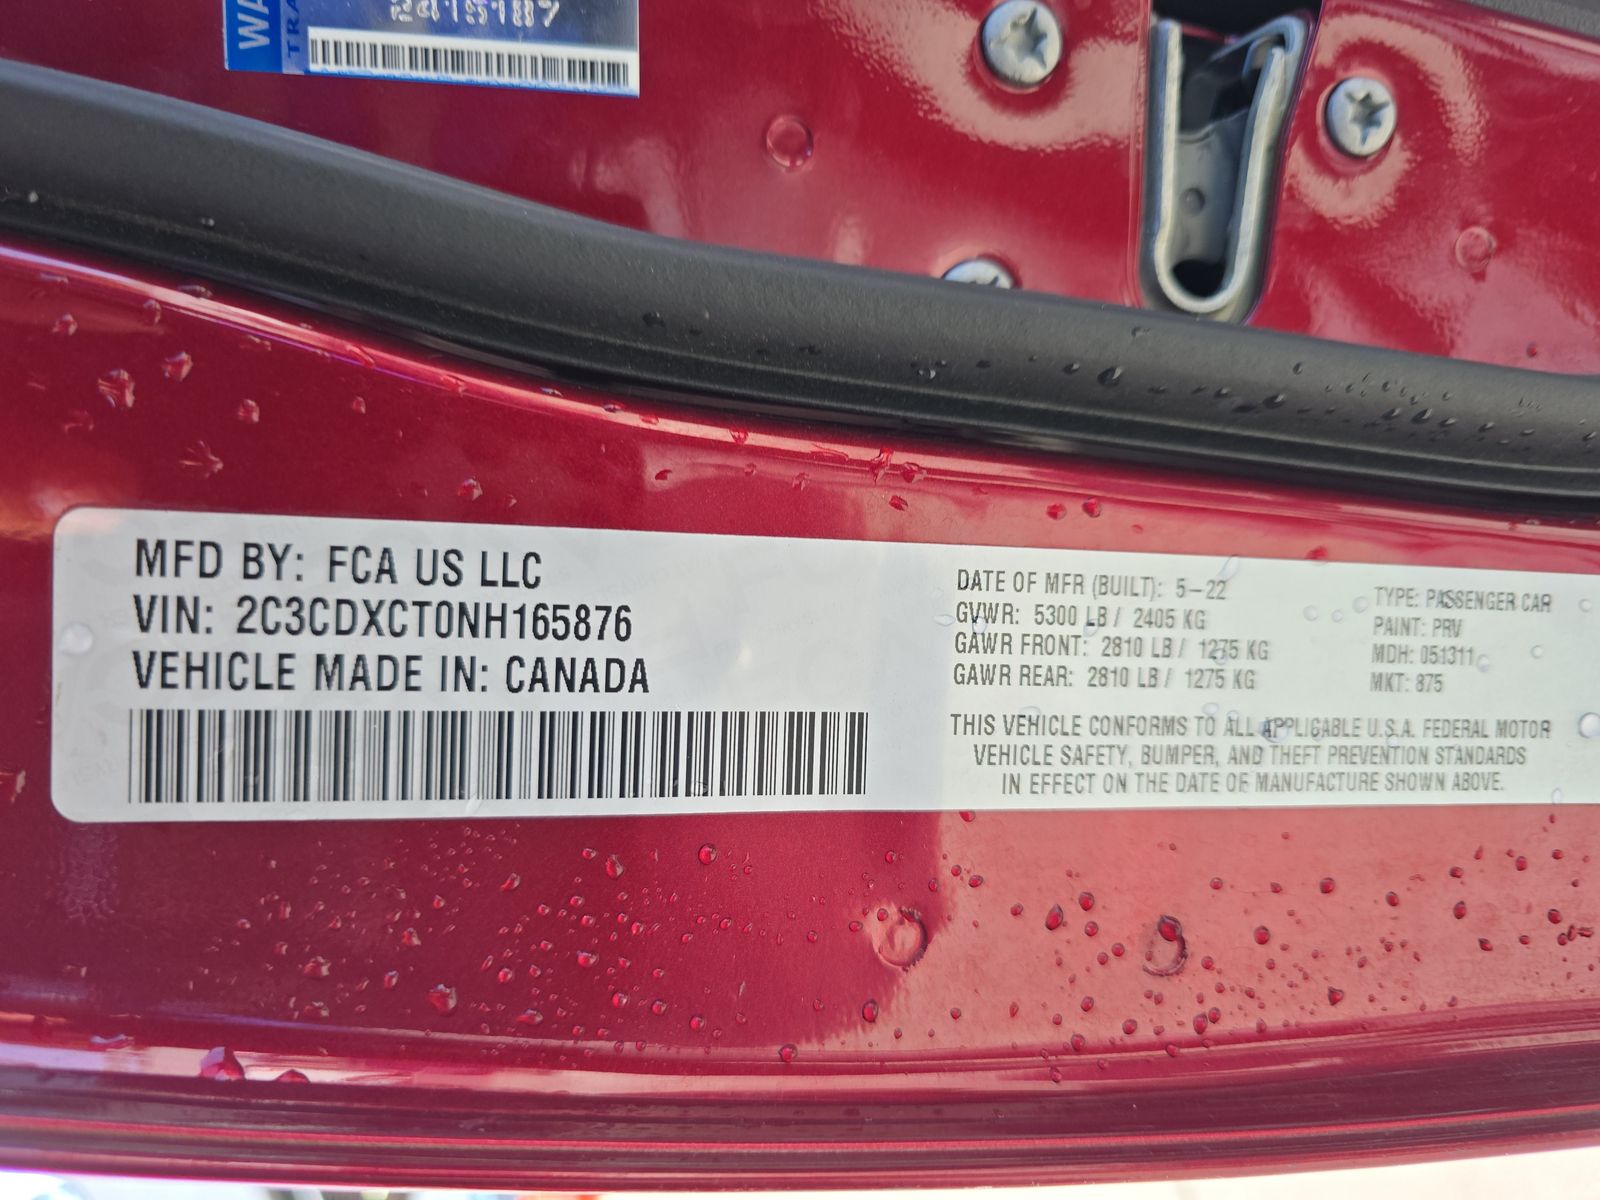 MFD BY: FCA US LLC
VIN: 2C3CDXCT0NH165876
VEHICLE MADE IN: CANADA
DATE OF MFR (BUILT): 5-22
GVWR: 5300 LB / 2405 KG
GAWR FRONT: 2810 LB / 1275 KG
GAWR REAR: 2810 LB / 1275 KG
TYPE: PASSENGER CAR
PAINT: PRV
MDH: 051311
MKT: 875
THIS VEHICLE CONFORMS TO ALL APPLICABLE U.S.A. FEDERAL MOTOR
VEHICLE SAFETY, BUMPER, AND THEFT PREVENTION STANDARDS
IN EFFECT ON THE DATE OF MANUFACTURE SHOWN ABOVE.